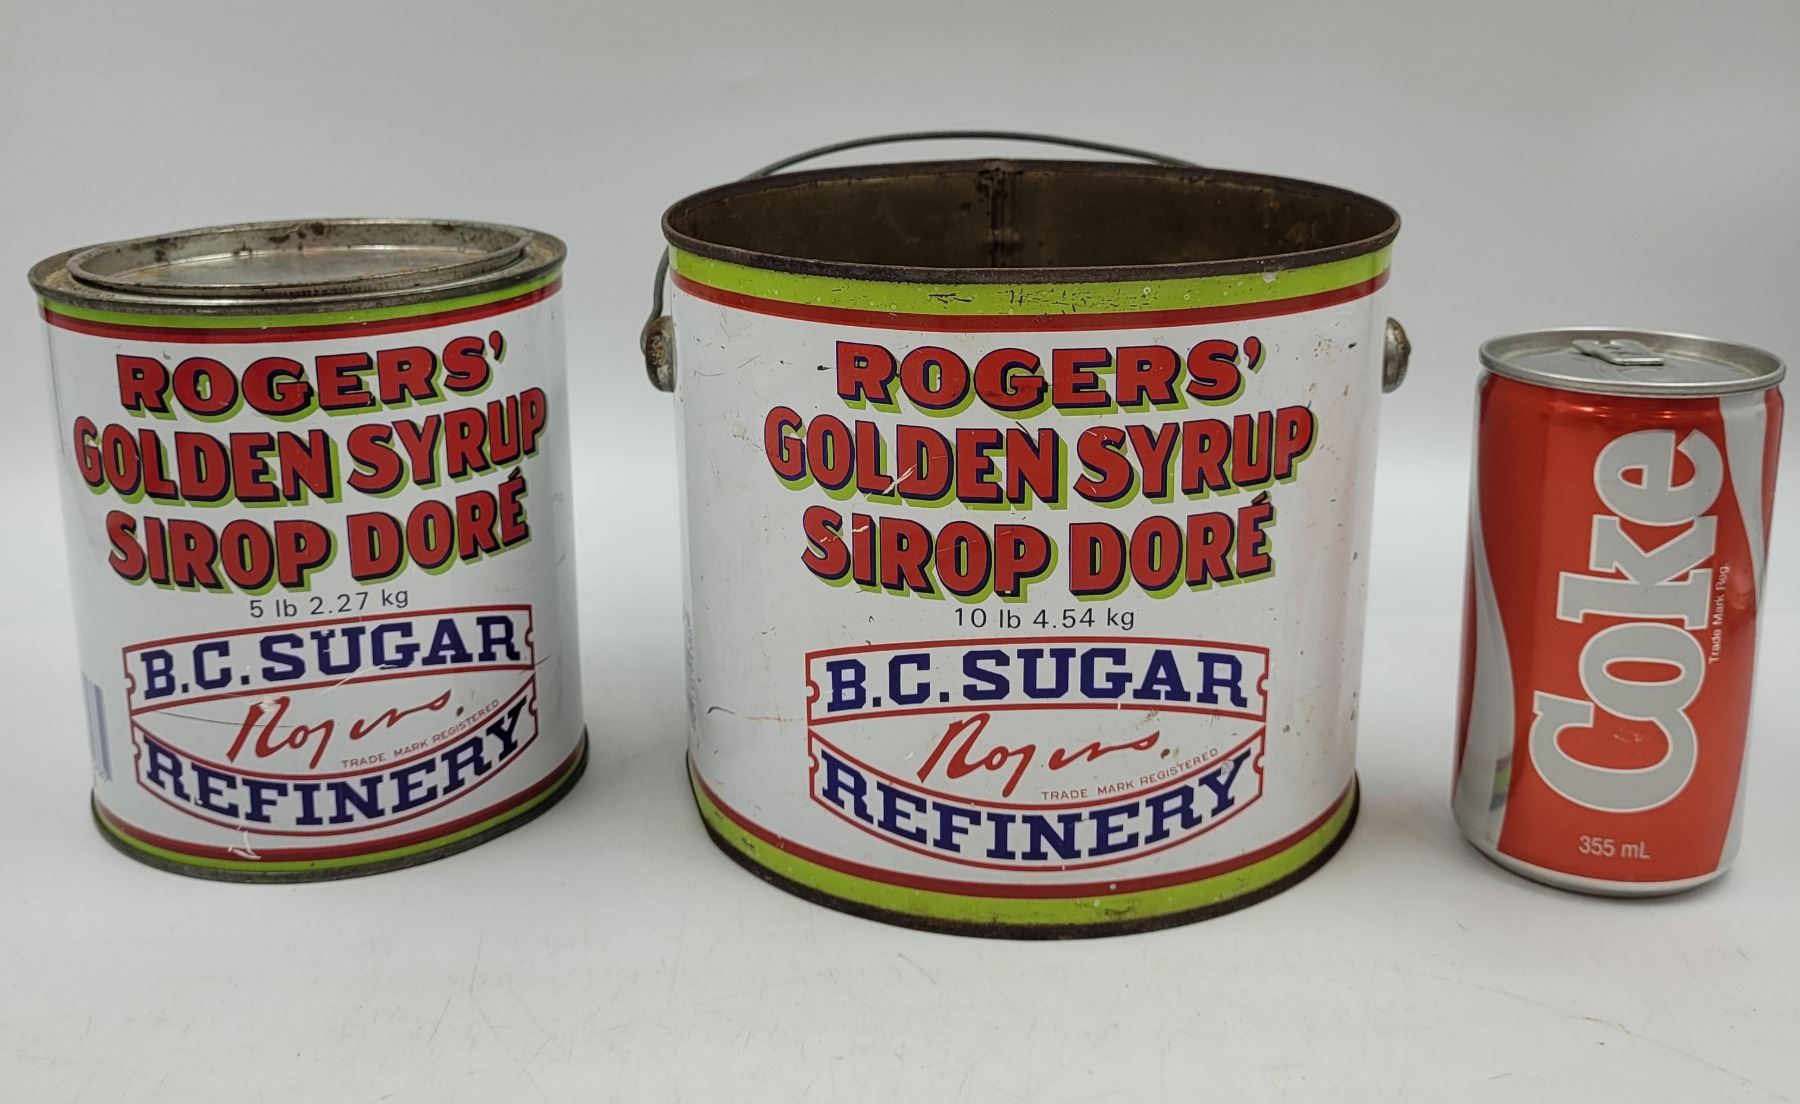 ROGERS'
GOLDEN SYRUP
SIROP DORÉ
5 lb 2.27 kg
B.C. SUGAR
Rogers.
TRADE MARK REGISTERED
REFINERY
ROGERS'
GOLDEN SYRUP
SIROP DORÉ
10 lb 4.54 kg
B.C. SUGAR
Rogers.
TRADE MARK REGISTERED
REFINERY
Coke
Trade Mark Reg.
355 mL